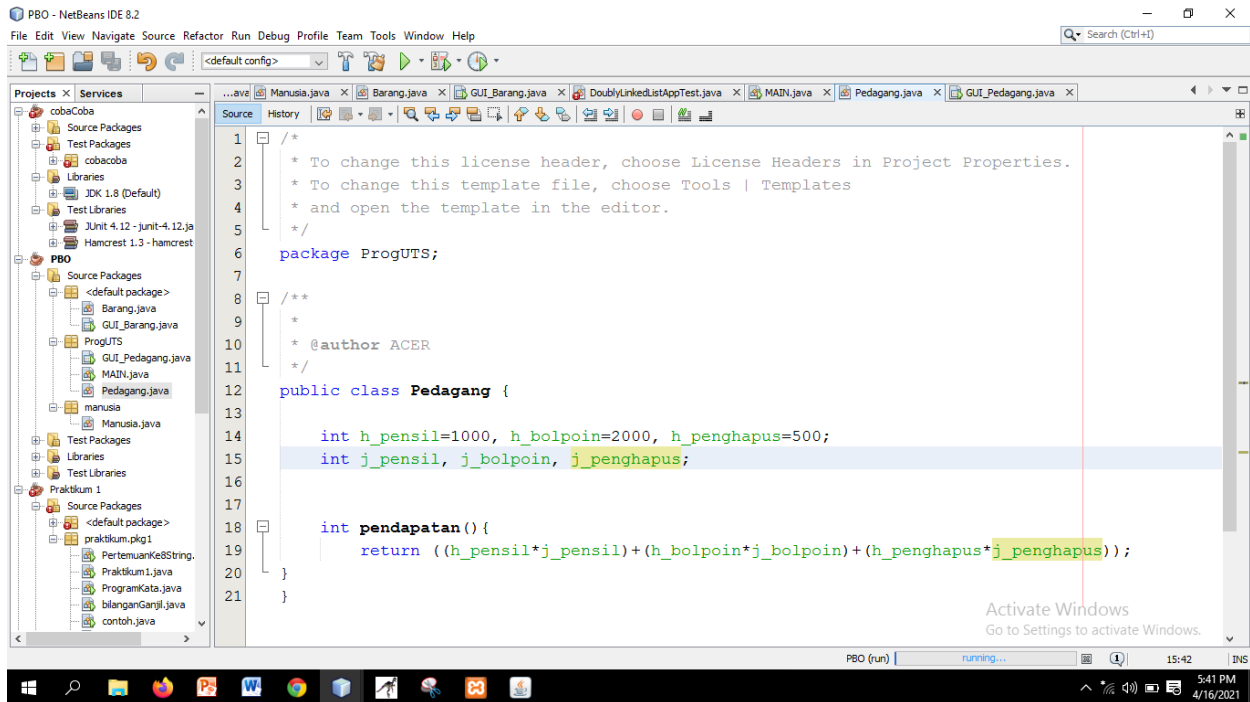 PBO - NetBeans IDE 8.2
File Edit View Navigate Source Refactor Run Debug Profile Team Tools Window Help
Search (Ctrl+I)
<default config>
Projects
Services
...ava
Manusia.java
Barang.java
GUI_Barang.java
DoublyLinkedListAppTest.java
MAIN.java
Pedagang.java
GUI_Pedagang.java
Source
History
cobaCoba
Source Packages
Test Packages
cobacoba
Libraries
JDK 1.8 (Default)
Test Libraries
JUnit 4.12 - junit-4.12.ja
Hamcrest 1.3 - hamcrest
PBO
Source Packages
<default package>
Barang.java
GUI_Barang.java
ProgUTS
GUI_Pedagang.java
MAIN.java
Pedagang.java
manusia
Manusia.java
Test Packages
Libraries
Test Libraries
Praktikum 1
Source Packages
<default package>
praktikum.pkg1
PertemuanKe8String.
Praktikum1.java
ProgramKata.java
bilanganGanjil.java
contoh.java
1 /*
2 * To change this license header, choose License Headers in Project Properties.
3 * To change this template file, choose Tools | Templates
4 * and open the template in the editor.
5 */
6 package ProgUTS;
7
8 /**
9 *
10 * @author ACER
11 */
12 public class Pedagang {
13
14 int h_pensil=1000, h_bolpoin=2000, h_penghapus=500;
15 int j_pensil, j_bolpoin, j_penghapus;
16
17
18 int pendapatan(){
19 return ((h_pensil*j_pensil)+(h_bolpoin*j_bolpoin)+(h_penghapus*j_penghapus));
20 }
21 }
Activate Windows
Go to Settings to activate Windows.
PBO (run)
running...
1
15:42
INS
5:41 PM
4/16/2021